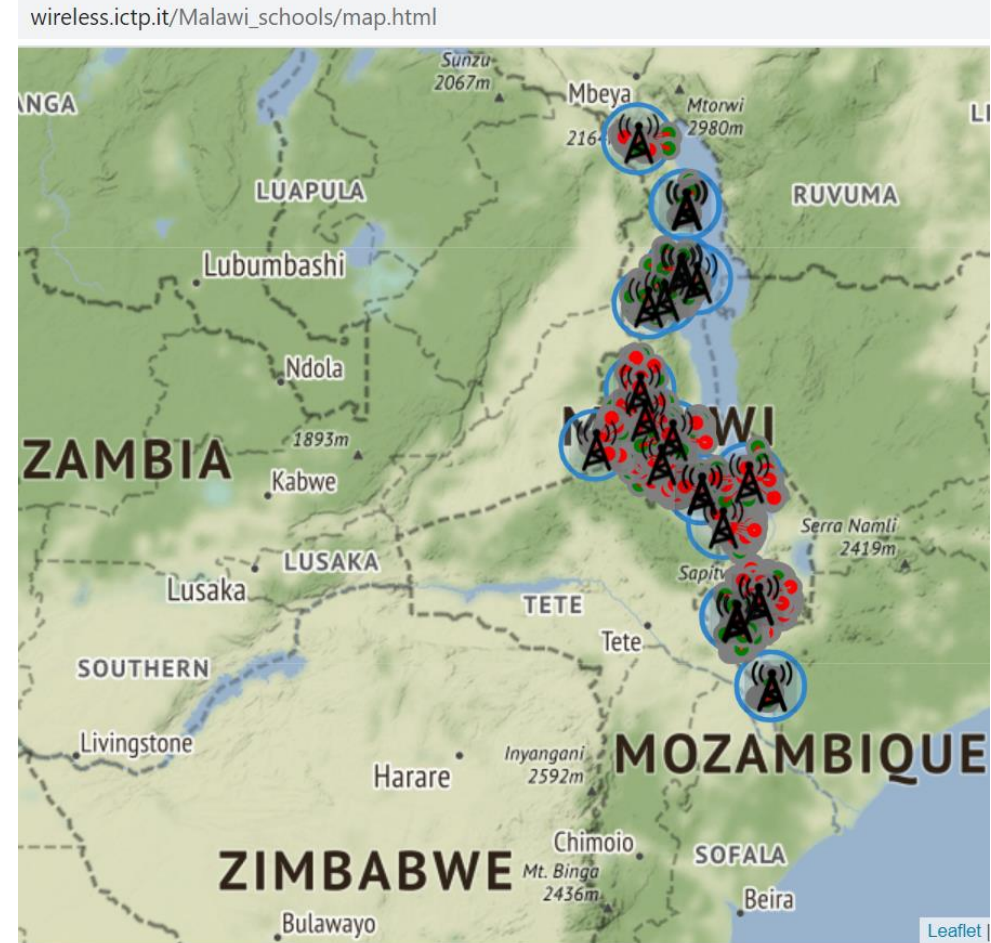 wireless.ictp.it/Malawi_schools/map.html
Sunzu
2067m
Mbeya
Mtorwi
2980m
LUAPULA
RUVUMA
Lubumbashi
Ndola
ZAMBIA
1893m
Kabwe
Serra Namli
2419m
LUSAKA
Lusaka
TETE
Tete
SOUTHERN
Livingstone
Inyangani
2592m
MOZAMBIQUE
Harare
Chimoio
SOFALA
ZIMBABWE
Mt. Binga
2436m
Beira
Bulawayo
Leaflet |